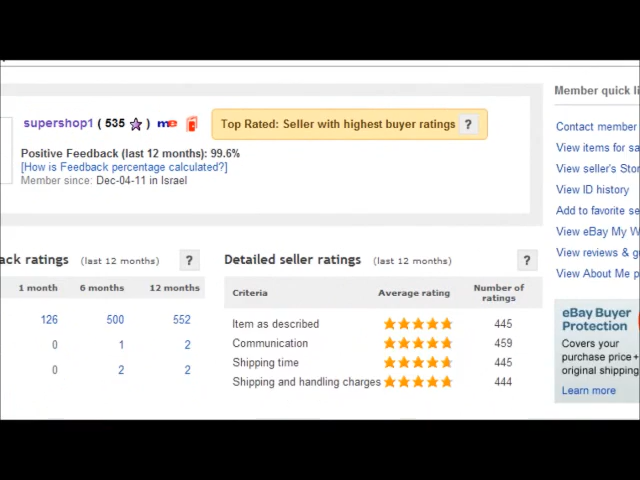 Member quick li
supershop1 ( 535 ) me
Top Rated: Seller with highest buyer ratings ?
Contact member
Positive Feedback (last 12 months): 99.6%
View items for sa
[How is Feedback percentage calculated?]
View seller's Stor
Member since: Dec-04-11 in Israel
View ID history
Add to favorite se
View eBay My W
View reviews & g
View About Me p
ack ratings (last 12 months) ?
1 month 6 months 12 months
126 500 552
0 1 2
0 2 2
Detailed seller ratings (last 12 months) ?
Criteria Average rating Number of
ratings
Item as described 445
Communication 459
Shipping time 445
Shipping and handling charges 444
eBay Buyer
Protection
Covers your
purchase price +
original shipping
Learn more